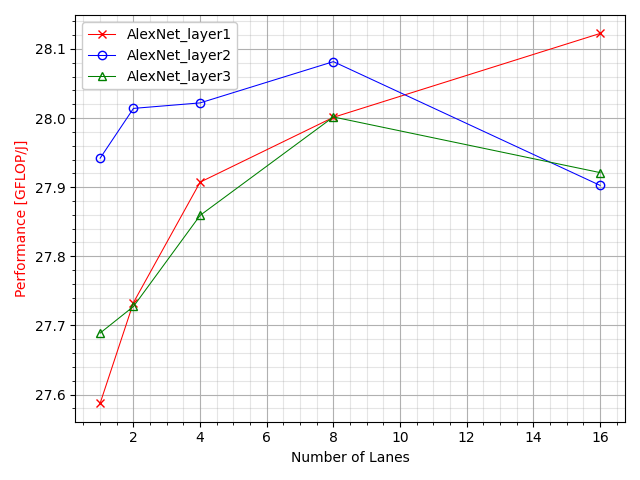 AlexNet_layer1
AlexNet_layer2
AlexNet_layer3
28.1
28.0
27.9
27.8
27.7
27.6
Performance [GFLOP/J]
2 4 6 8 10 12 14 16
Number of Lanes